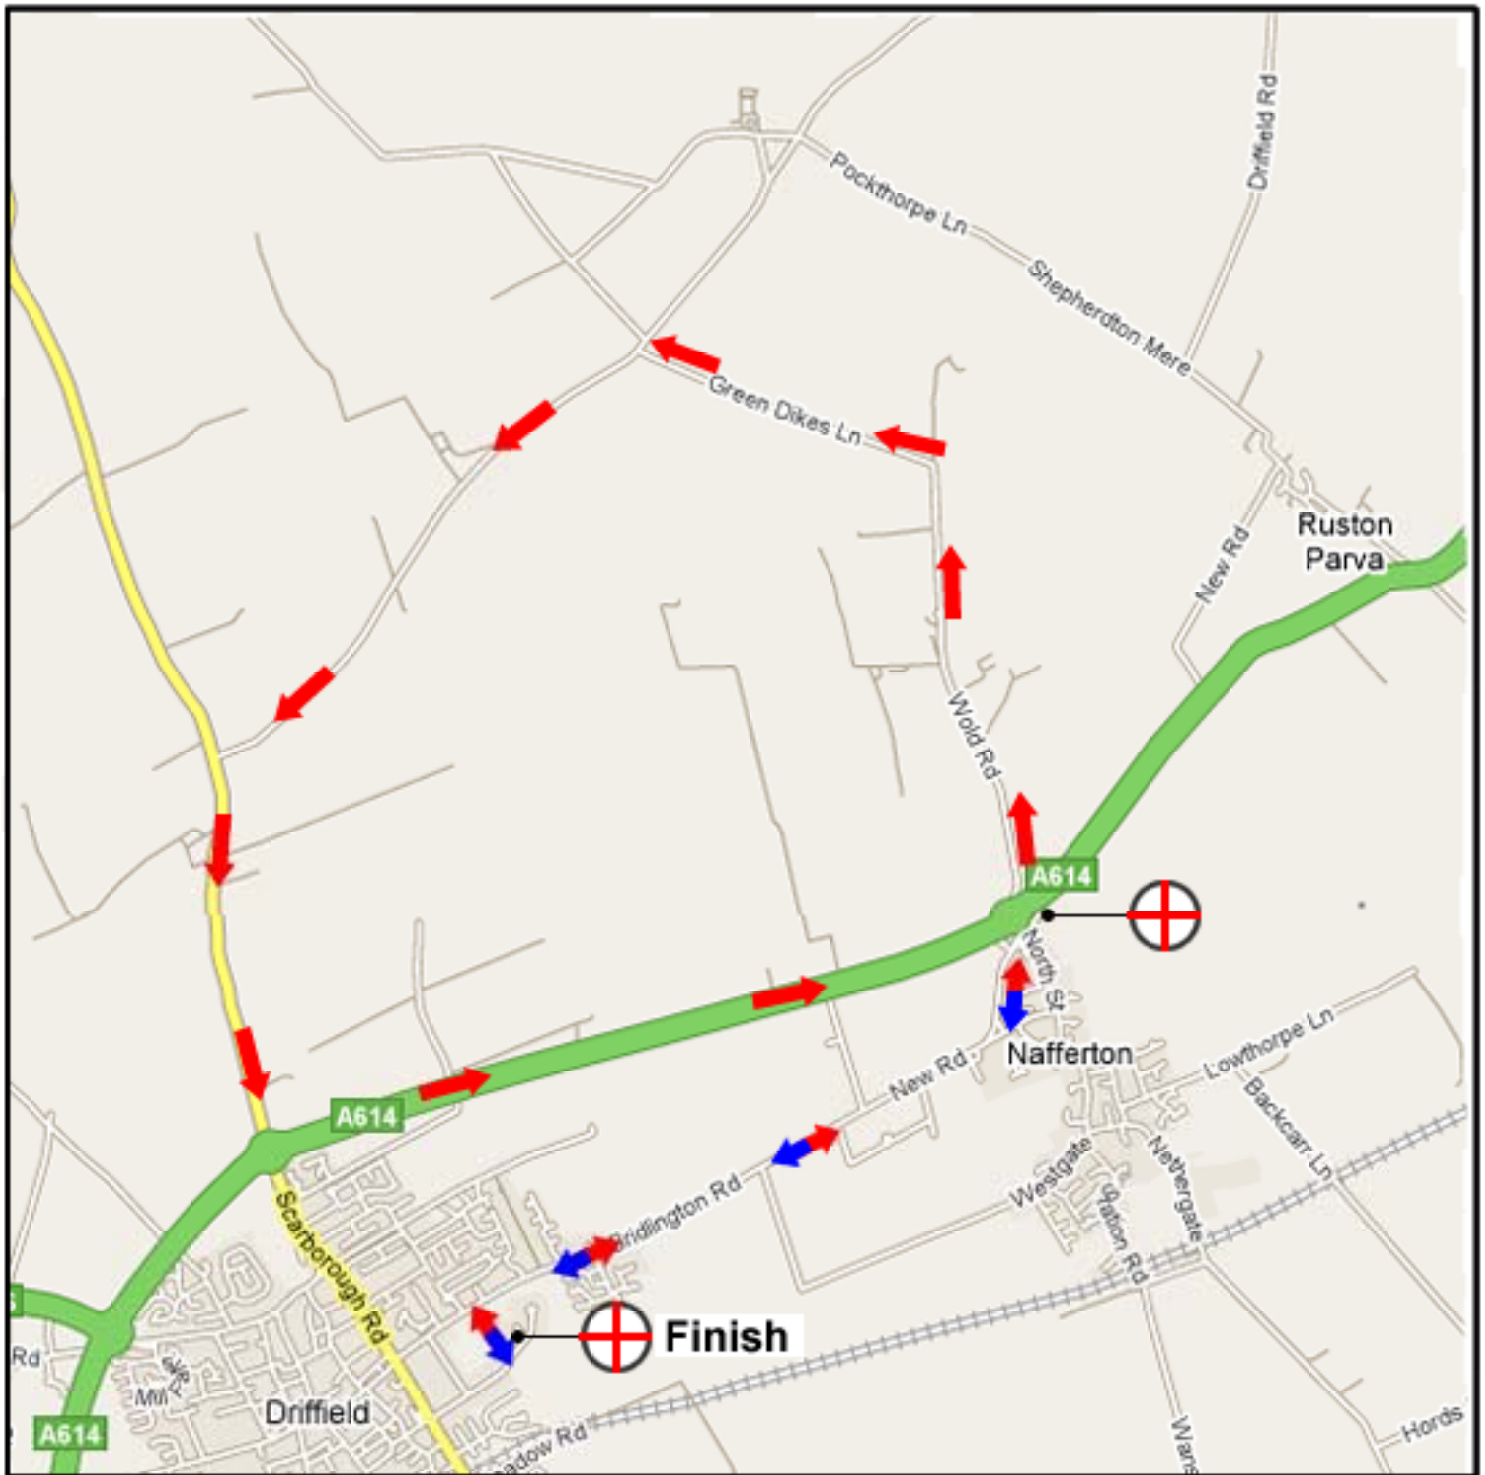 Driffield Rd
Pockthorpe Ln
Shepherdton Mere
Green Dikes Ln
Ruston
Parva
New Rd
Wold Rd
A614
North St
Nafferton
New Rd
Lowthorpe Ln
Backcarr Ln
A614
Westgate
Nethergate
Bridlington Rd
Scarborough Rd
Finish
Rd
Mill
Driffield
A614
Hords